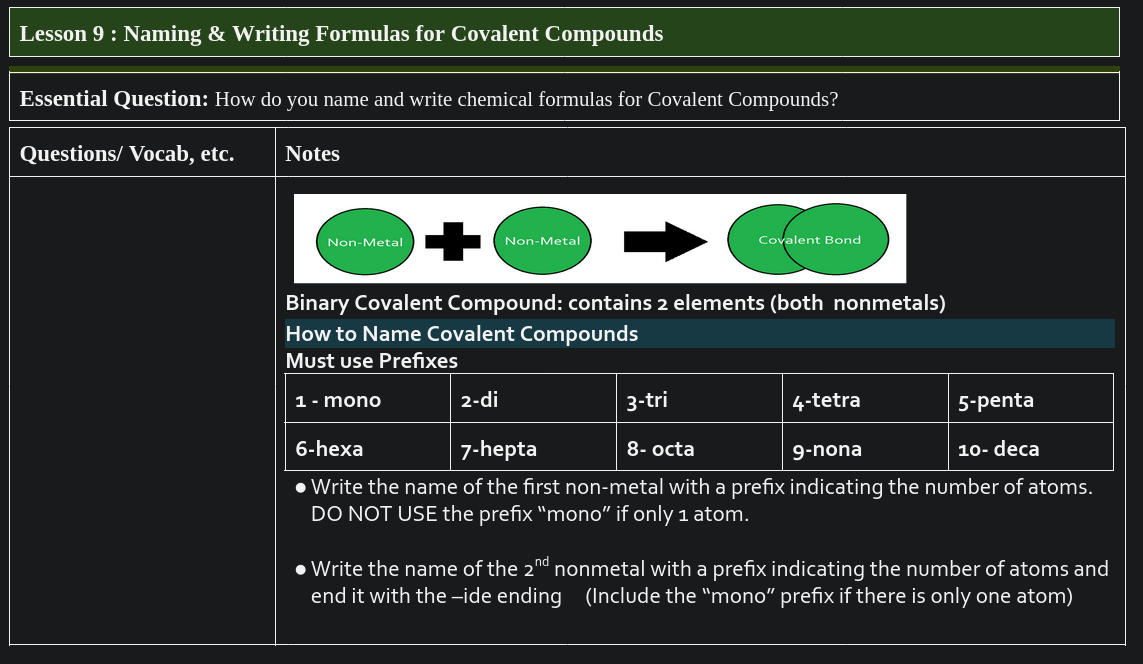 Lesson 9 : Naming & Writing Formulas for Covalent Compounds
Essential Question: How do you name and write chemical formulas for Covalent Compounds?
Questions/ Vocab, etc.
Notes
Non-Metal
Non-Metal
Covalent Bond
Binary Covalent Compound: contains 2 elements (both  nonmetals)
How to Name Covalent Compounds
Must use Prefixes
1 - mono
2-di
3-tri
4-tetra
5-penta
6-hexa
7-hepta
8- octa
9-nona
10- deca
● Write the name of the first non-metal with a prefix indicating the number of atoms.
DO NOT USE the prefix “mono” if only 1 atom.
● Write the name of the 2nd nonmetal with a prefix indicating the number of atoms and
end it with the –ide ending    (Include the “mono” prefix if there is only one atom)